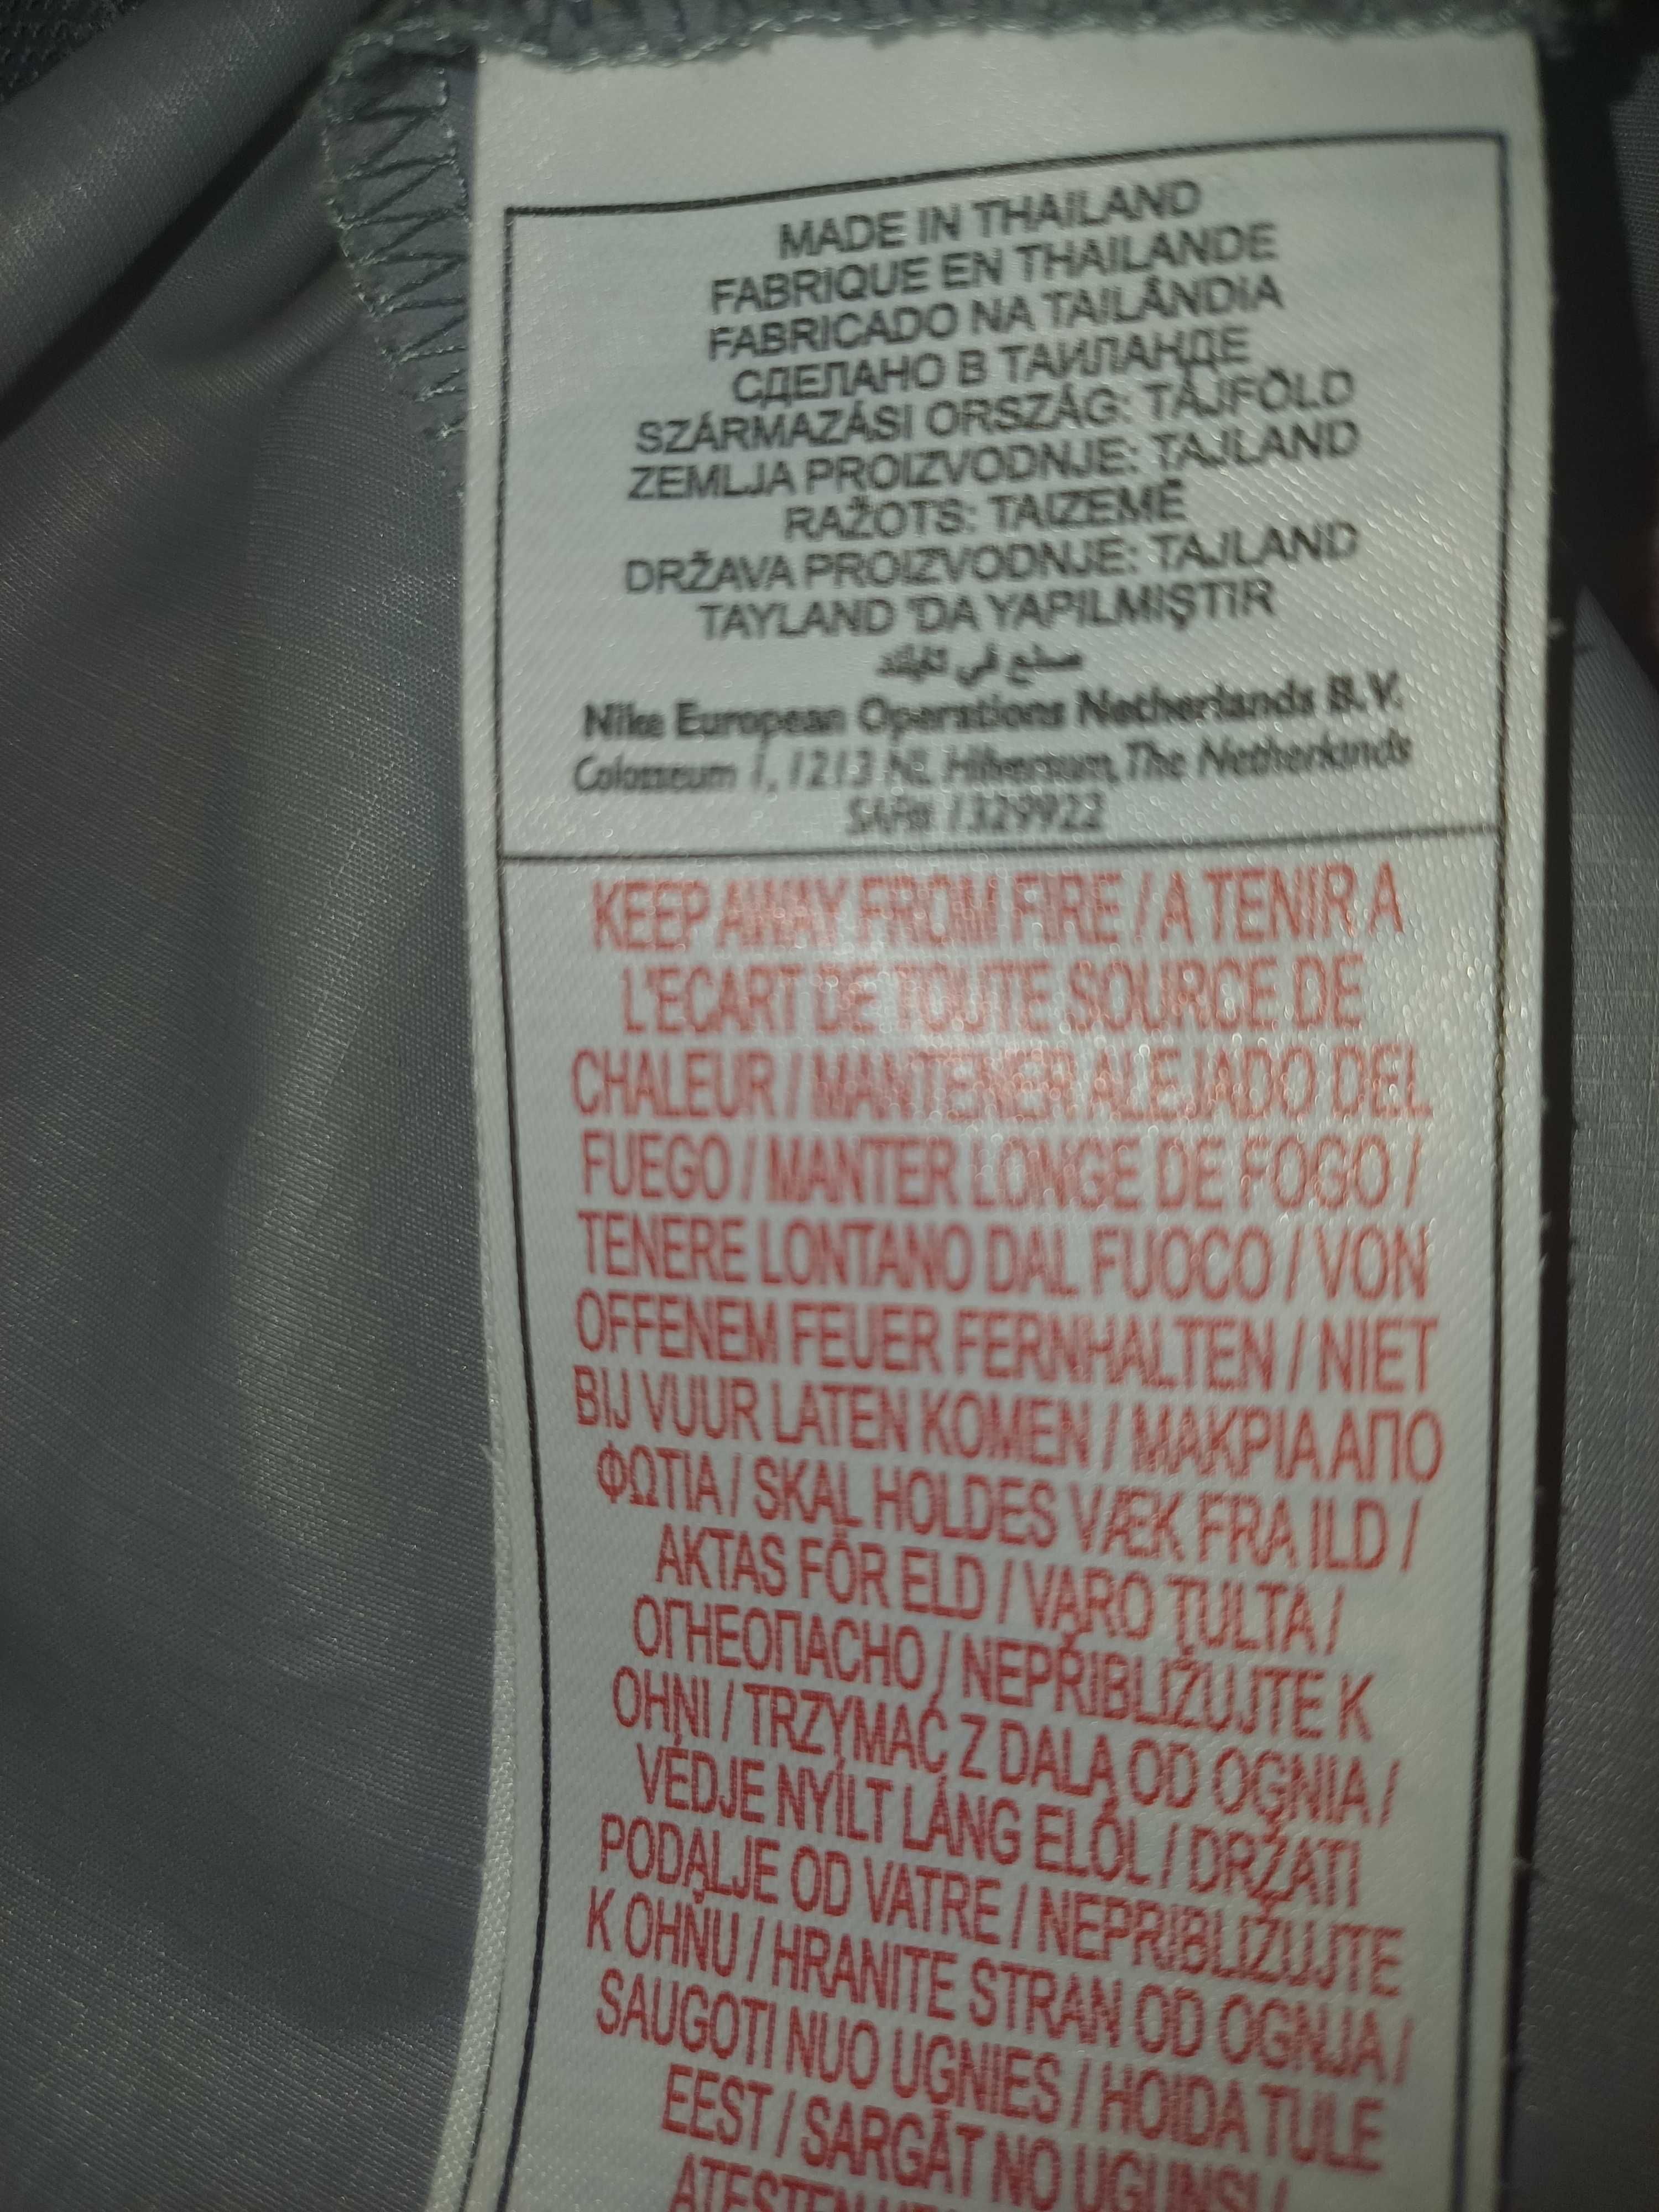 MADE IN THAILAND
FABRIQUE EN THAILANDE
FABRICADO NA TAILÂNDIA
СДЕЛАНО В ТАИЛАНДЕ
SZÁRMAZÁSI ORSZÁG: TÁJFÖLD
ZEMLJA PROIZVODNJE: TAJLAND
RAŽOTS: TAIZEMĒ
DRŽAVA PROIZVODNJE: TAJLAND
TAYLAND 'DA YAPILMIŞTIR
صنع في تايلاند
Nike European Operations Netherlands B.V.
Colosseum 1, 1213 NL Hilversum, The Netherlands
1329922
KEEP AWAY FROM FIRE / A TENIR A
L'ECART DE TOUTE SOURCE DE
CHALEUR / MANTENER ALEJADO DEL
FUEGO / MANTER LONGE DE FOGO /
TENERE LONTANO DAL FUOCO / VON
OFFENEM FEUER FERNHALTEN / NIET
BIJ VUUR LATEN KOMEN / ΜΑΚΡΙΑ ΑΠΟ
ΦΩΤΙΑ / SKAL HOLDES VÆK FRA ILD /
AKTAS FÖR ELD / VARO TULTA /
ОГНЕОПАСНО / NEPŘIBLIŽUJTE K
OHNI / TRZYMAĆ Z DALA OD OGNIA /
VÉDJE NYÍLT LÁNG ELŐL / DRŽATI
PODALJE OD VATRE / NEPRIBLIŽUJTE
K OHŇU / HRANITE STRAN OD OGNJA /
SAUGOTI NUO UGNIES / HOIDA TULE
EEST / SARGĀT NO UGUNS /